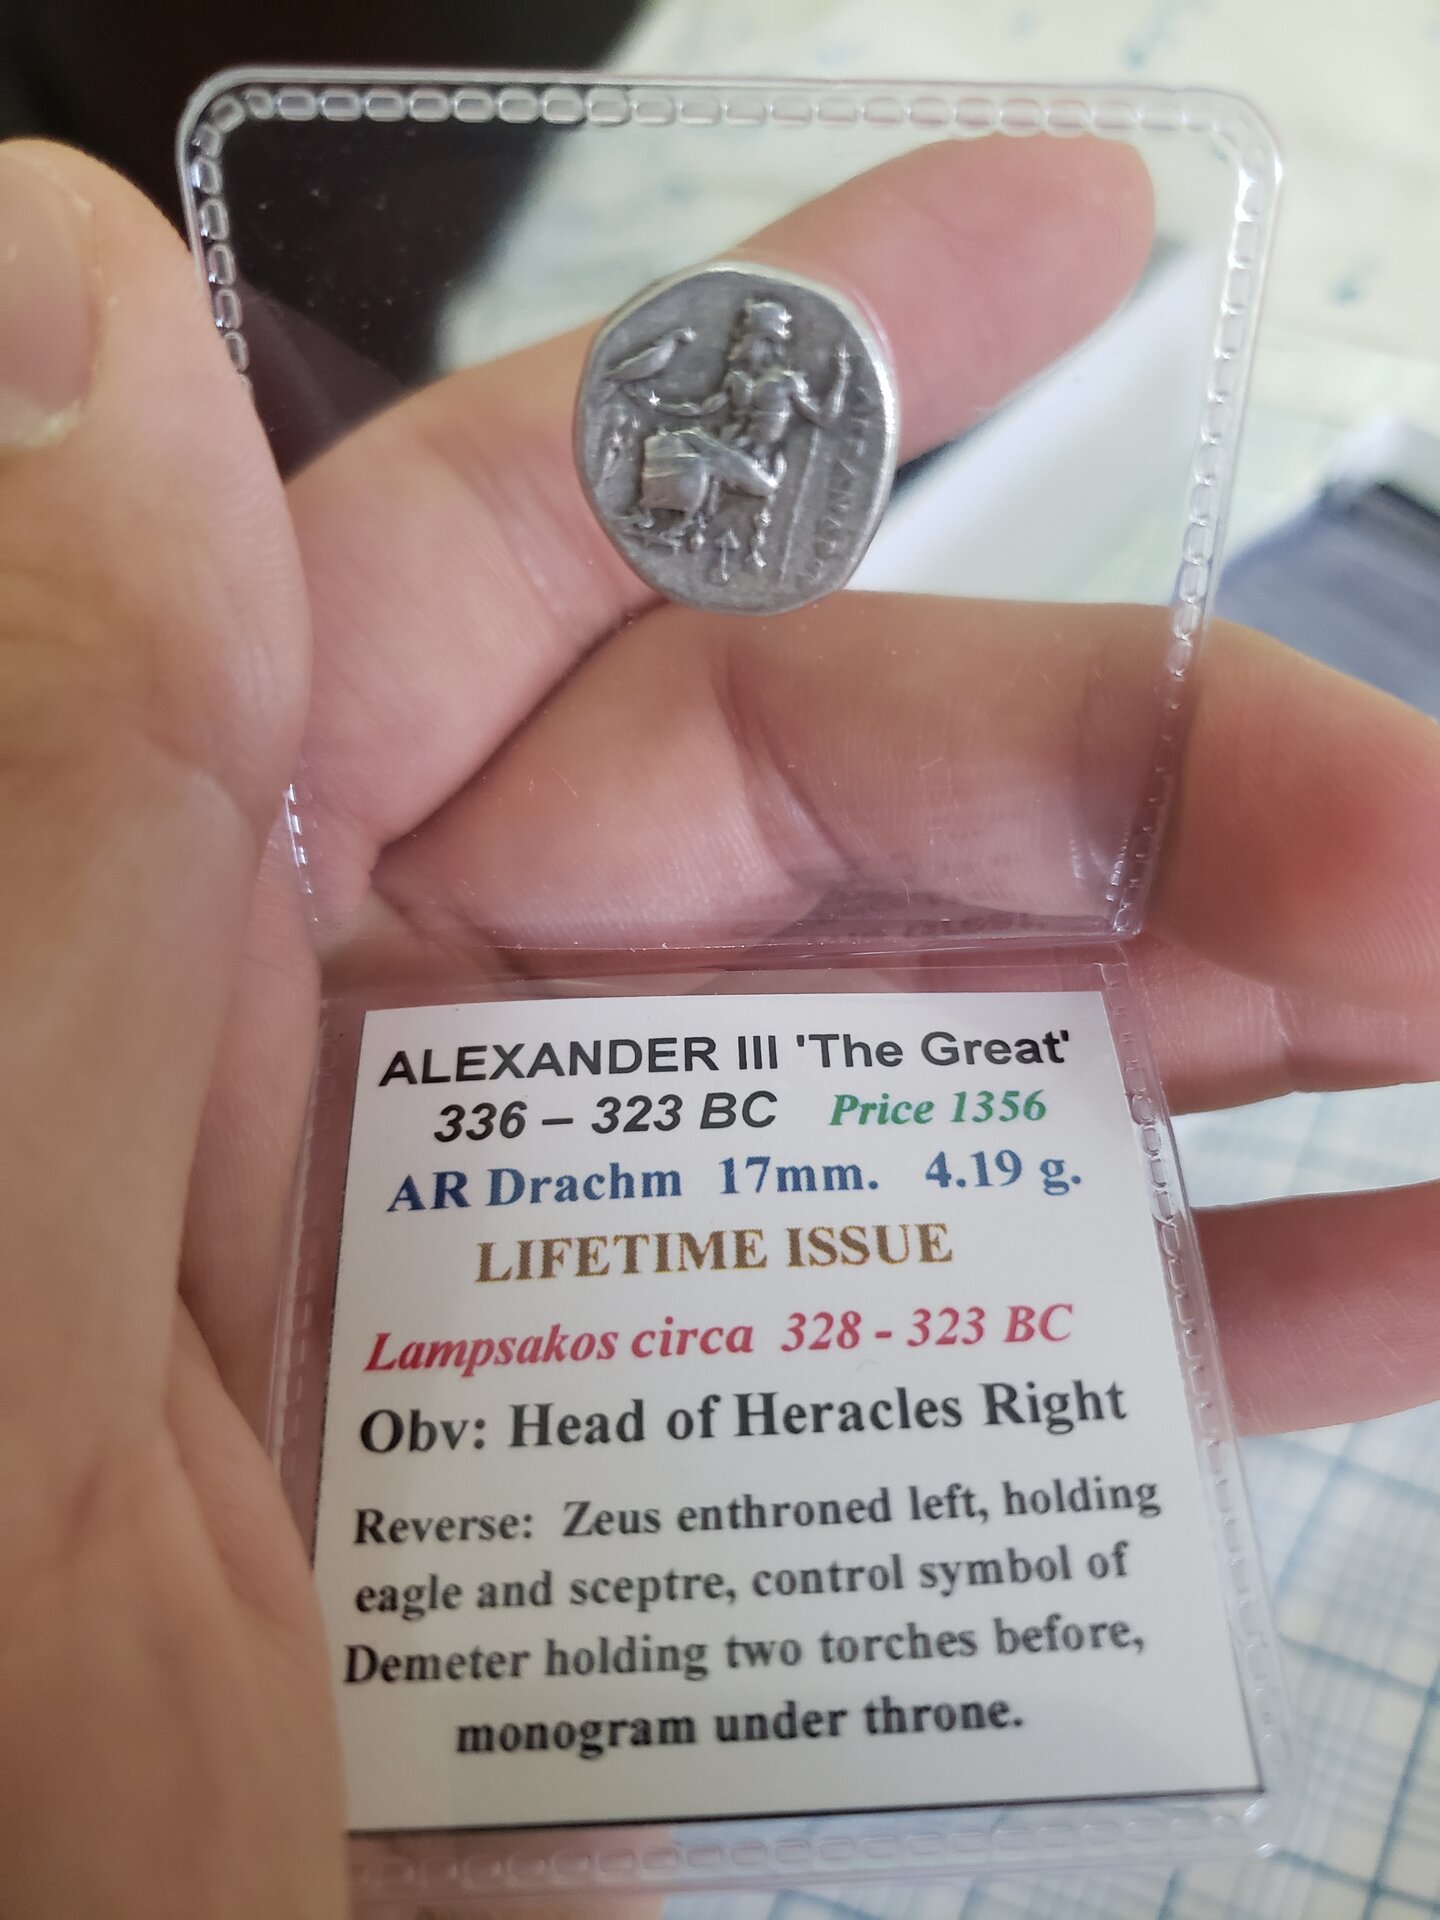 ALEXANDER III 'The Great'
336 – 323 BC Price 1356
AR Drachm 17mm. 4.19 g.
LIFETIME ISSUE
Lampsakos circa 328 - 323 BC
Obv: Head of Heracles Right
Reverse: Zeus enthroned left, holding
eagle and sceptre, control symbol of
Demeter holding two torches before,
monogram under throne.